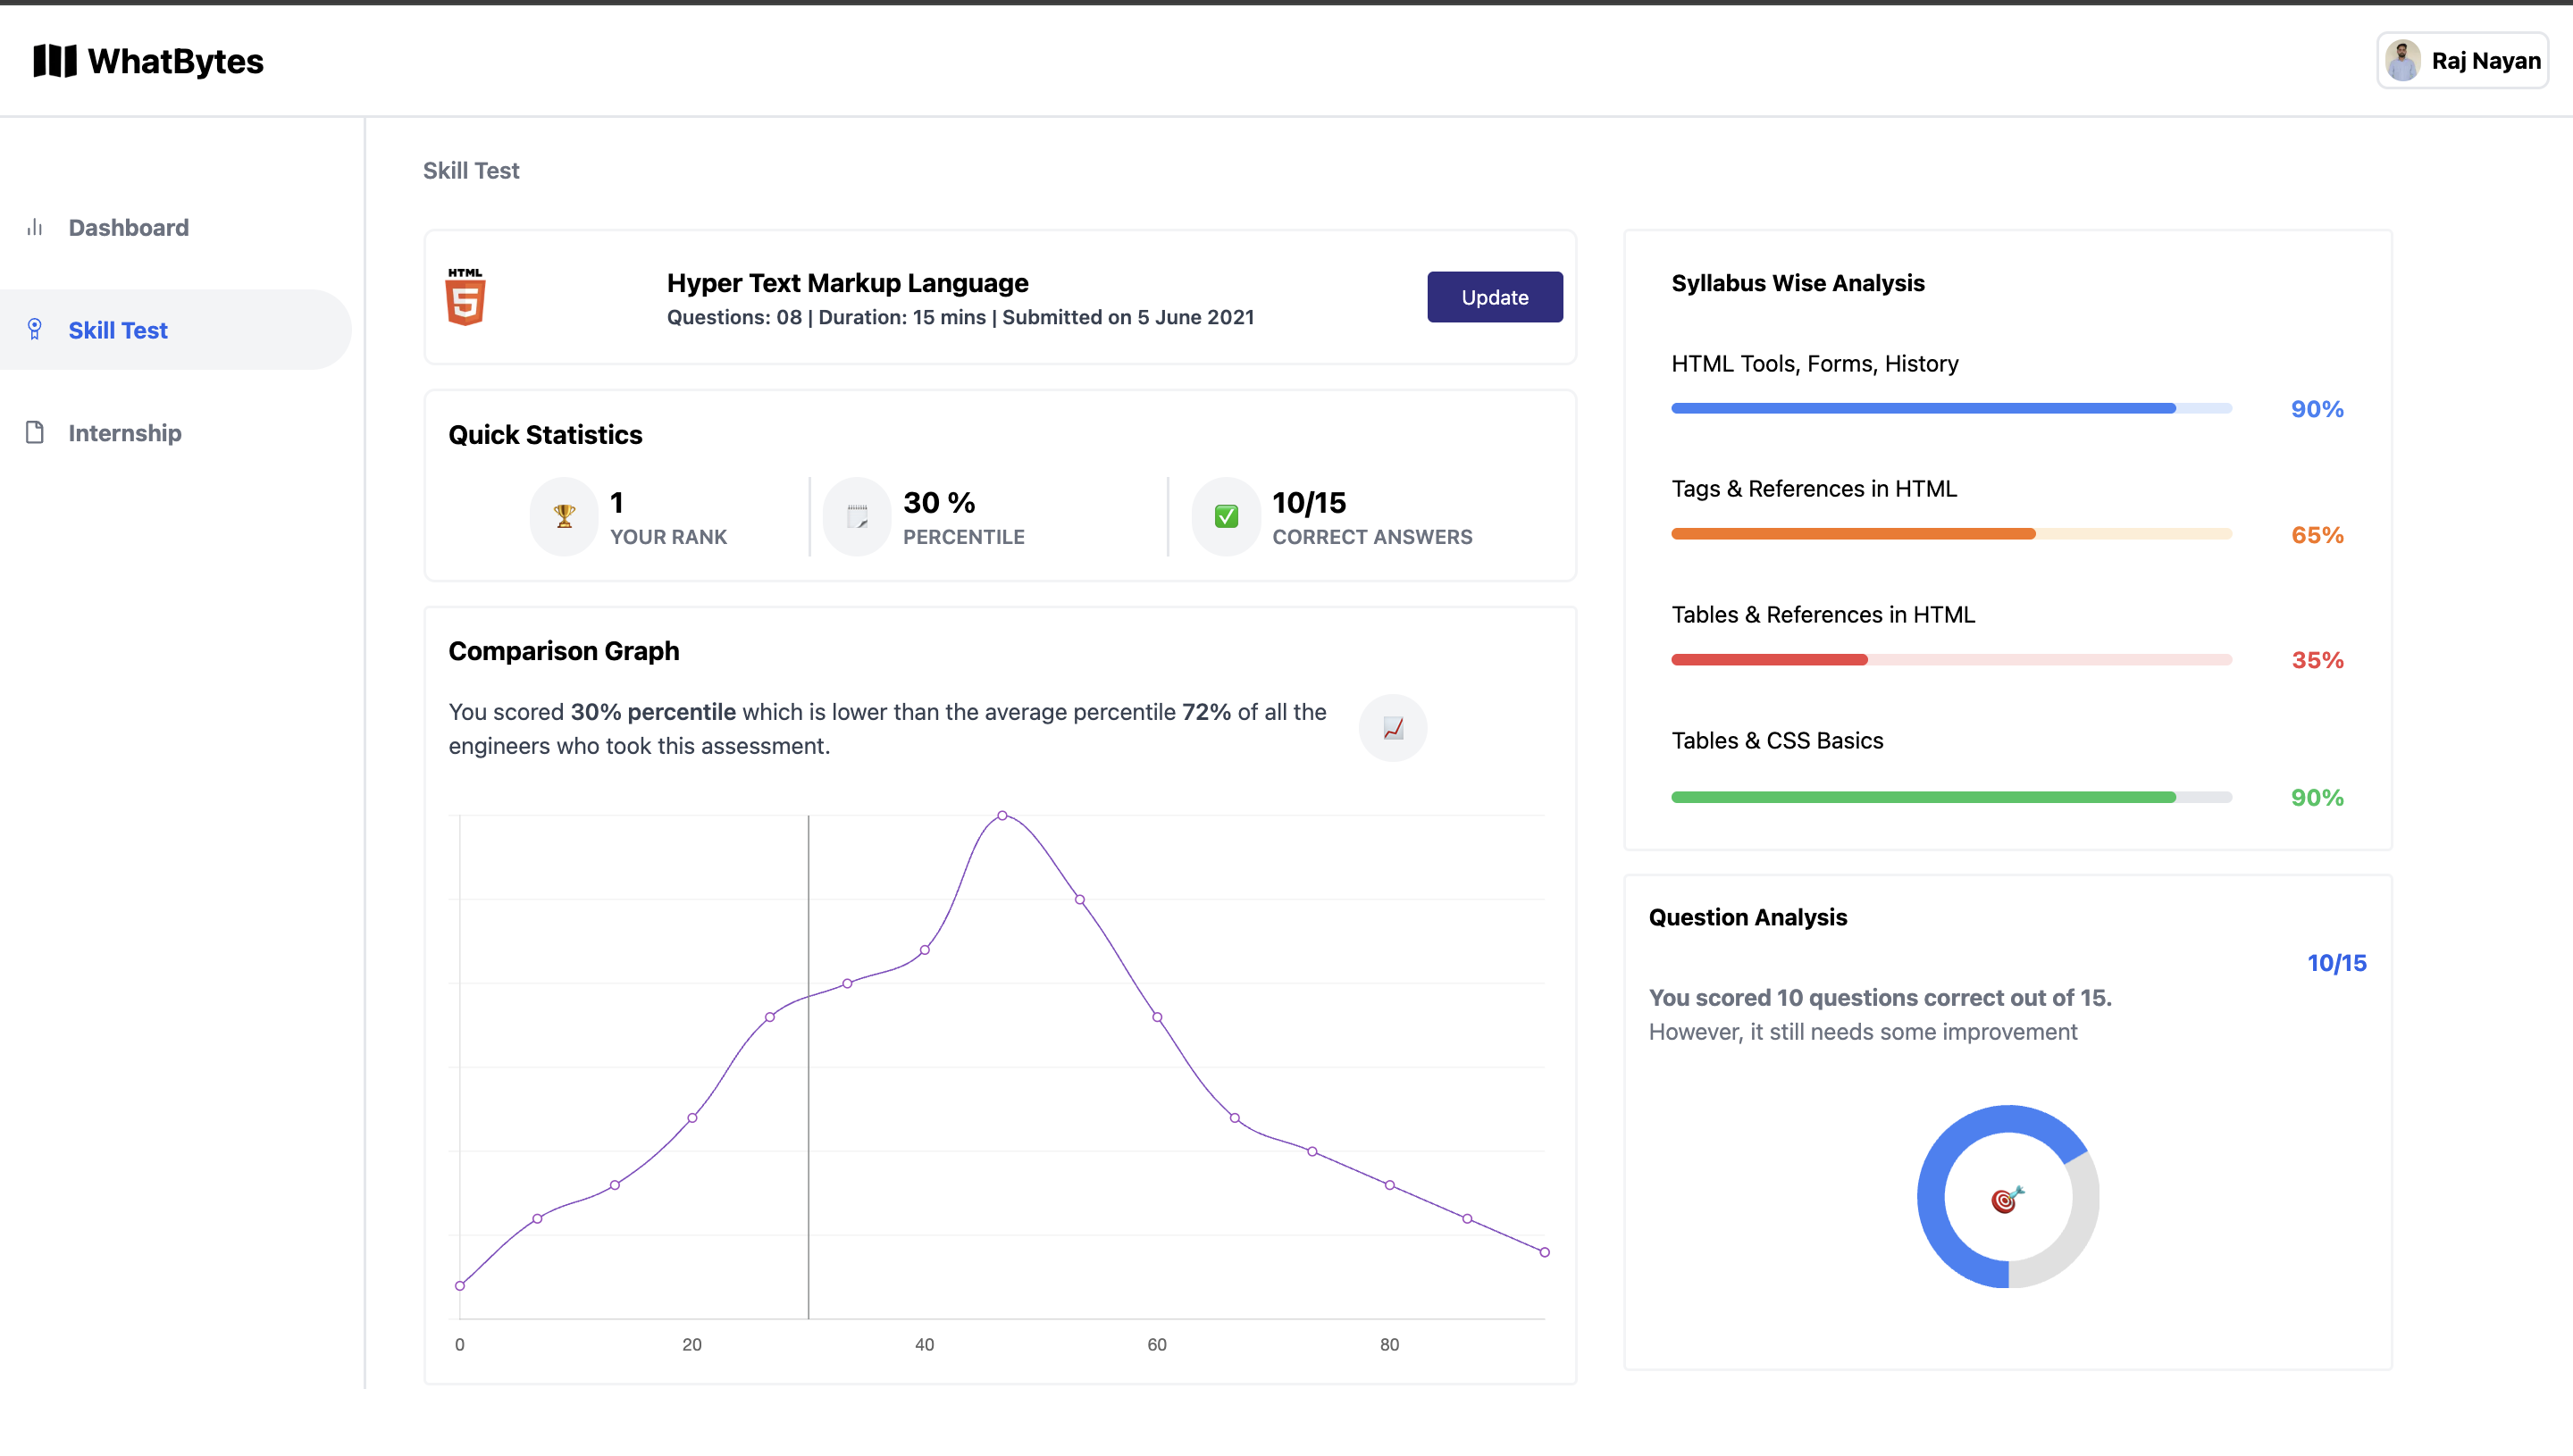 WhatBytes
Raj Nayan
Dashboard
Skill Test
Internship
Skill Test
HTML
5
Hyper Text Markup Language
Questions: 08 | Duration: 15 mins | Submitted on 5 June 2021
Update
Quick Statistics
1
YOUR RANK
30 %
PERCENTILE
10/15
CORRECT ANSWERS
Comparison Graph
You scored 30% percentile which is lower than the average percentile 72% of all the
engineers who took this assessment.
0 20 40 60 80
Syllabus Wise Analysis
HTML Tools, Forms, History
90%
Tags & References in HTML
65%
Tables & References in HTML
35%
Tables & CSS Basics
90%
Question Analysis
10/15
You scored 10 questions correct out of 15.
However, it still needs some improvement